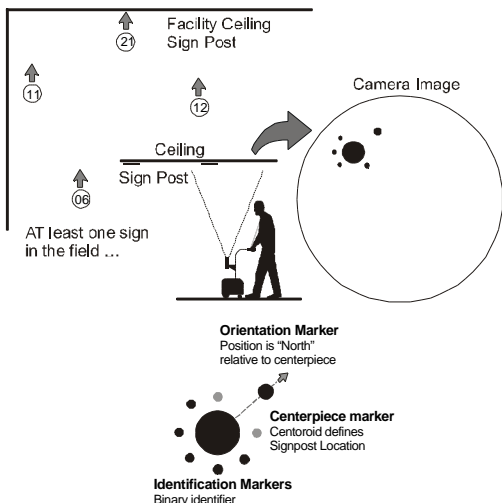 21
Facility Ceiling
Sign Post
11
12
Camera Image
Ceiling
Sign Post
06
AT least one sign
in the field ...
Orientation Marker
Position is "North"
relative to centerpiece
Centerpiece marker
Centoroid defines
Signpost Location
Identification Markers
Binary identifier